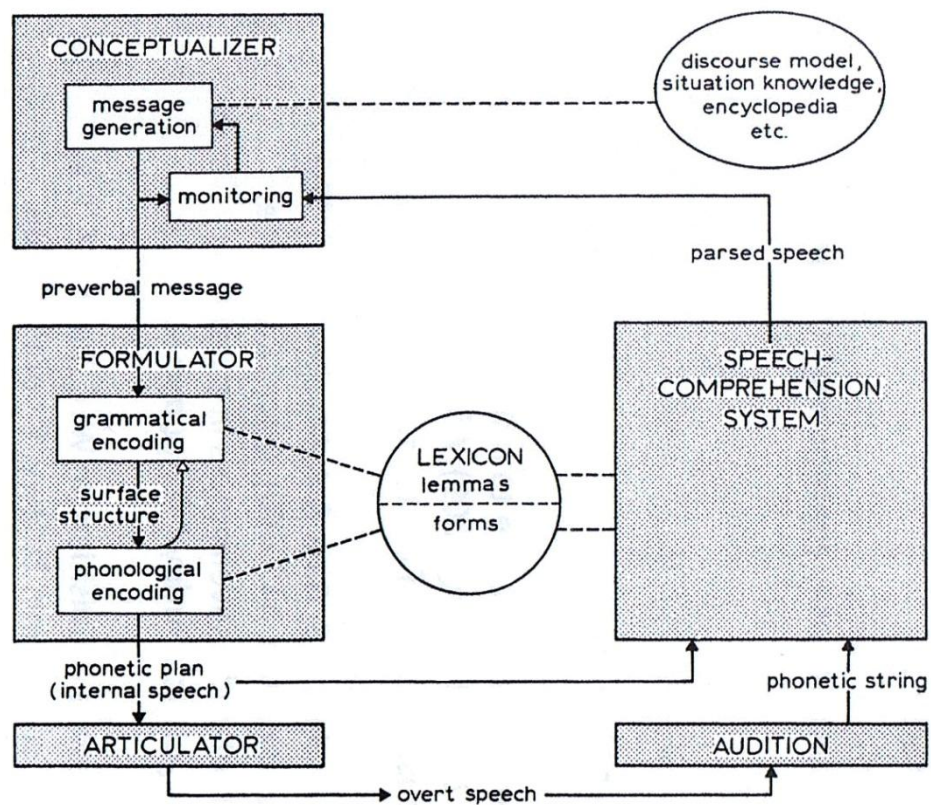 CONCEPTUALIZER
message
generation
monitoring
discourse model,
situation knowledge,
encyclopedia
etc.
parsed speech
preverbal message
FORMULATOR
grammatical
encoding
surface
structure
phonological
encoding
LEXICON
lemmas
forms
SPEECH-
COMPREHENSION
SYSTEM
phonetic plan
(internal speech)
phonetic string
ARTICULATOR
AUDITION
overt speech